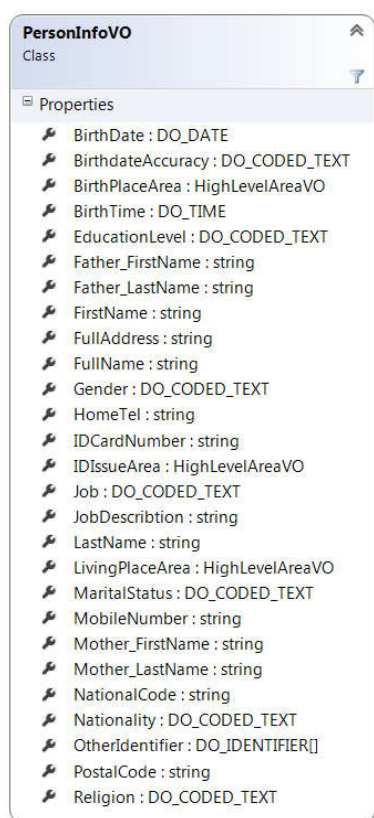 PersonInfoVO
Class
Properties
BirthDate : DO_DATE
BirthdateAccuracy : DO_CODED_TEXT
BirthPlaceArea : HighLevelAreaVO
BirthTime : DO_TIME
EducationLevel : DO_CODED_TEXT
Father_FirstName : string
Father_LastName : string
FirstName : string
FullAddress : string
FullName : string
Gender : DO_CODED_TEXT
HomeTel : string
IDCardNumber : string
IDIssueArea : HighLevelAreaVO
Job : DO_CODED_TEXT
JobDescribtion : string
LastName : string
LivingPlaceArea : HighLevelAreaVO
MaritalStatus : DO_CODED_TEXT
MobileNumber : string
Mother_FirstName : string
Mother_LastName : string
NationalCode : string
Nationality : DO_CODED_TEXT
OtherIdentifier : DO_IDENTIFIER[]
PostalCode : string
Religion : DO_CODED_TEXT